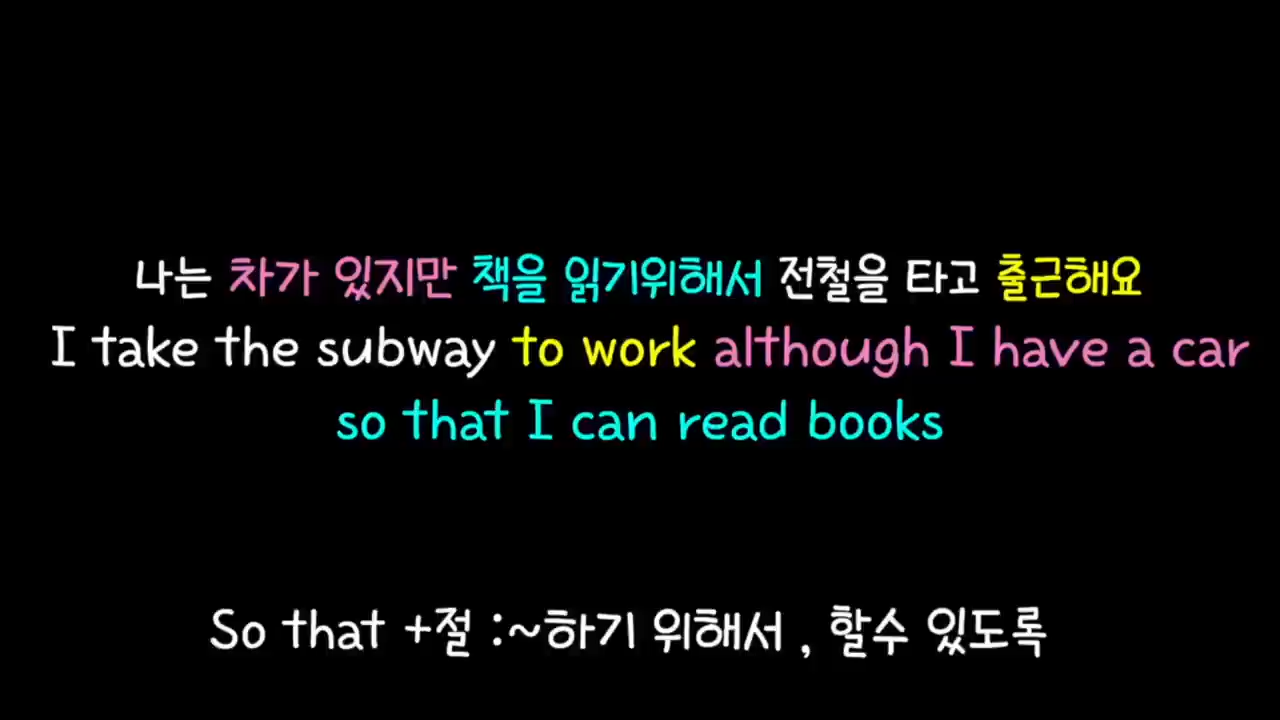 나는 차가 있지만 책을 읽기위해서 전철을 타고 출근해요
I take the subway to work although I have a car
so that I can read books
So that +절 :~하기 위해서 , 할수 있도록